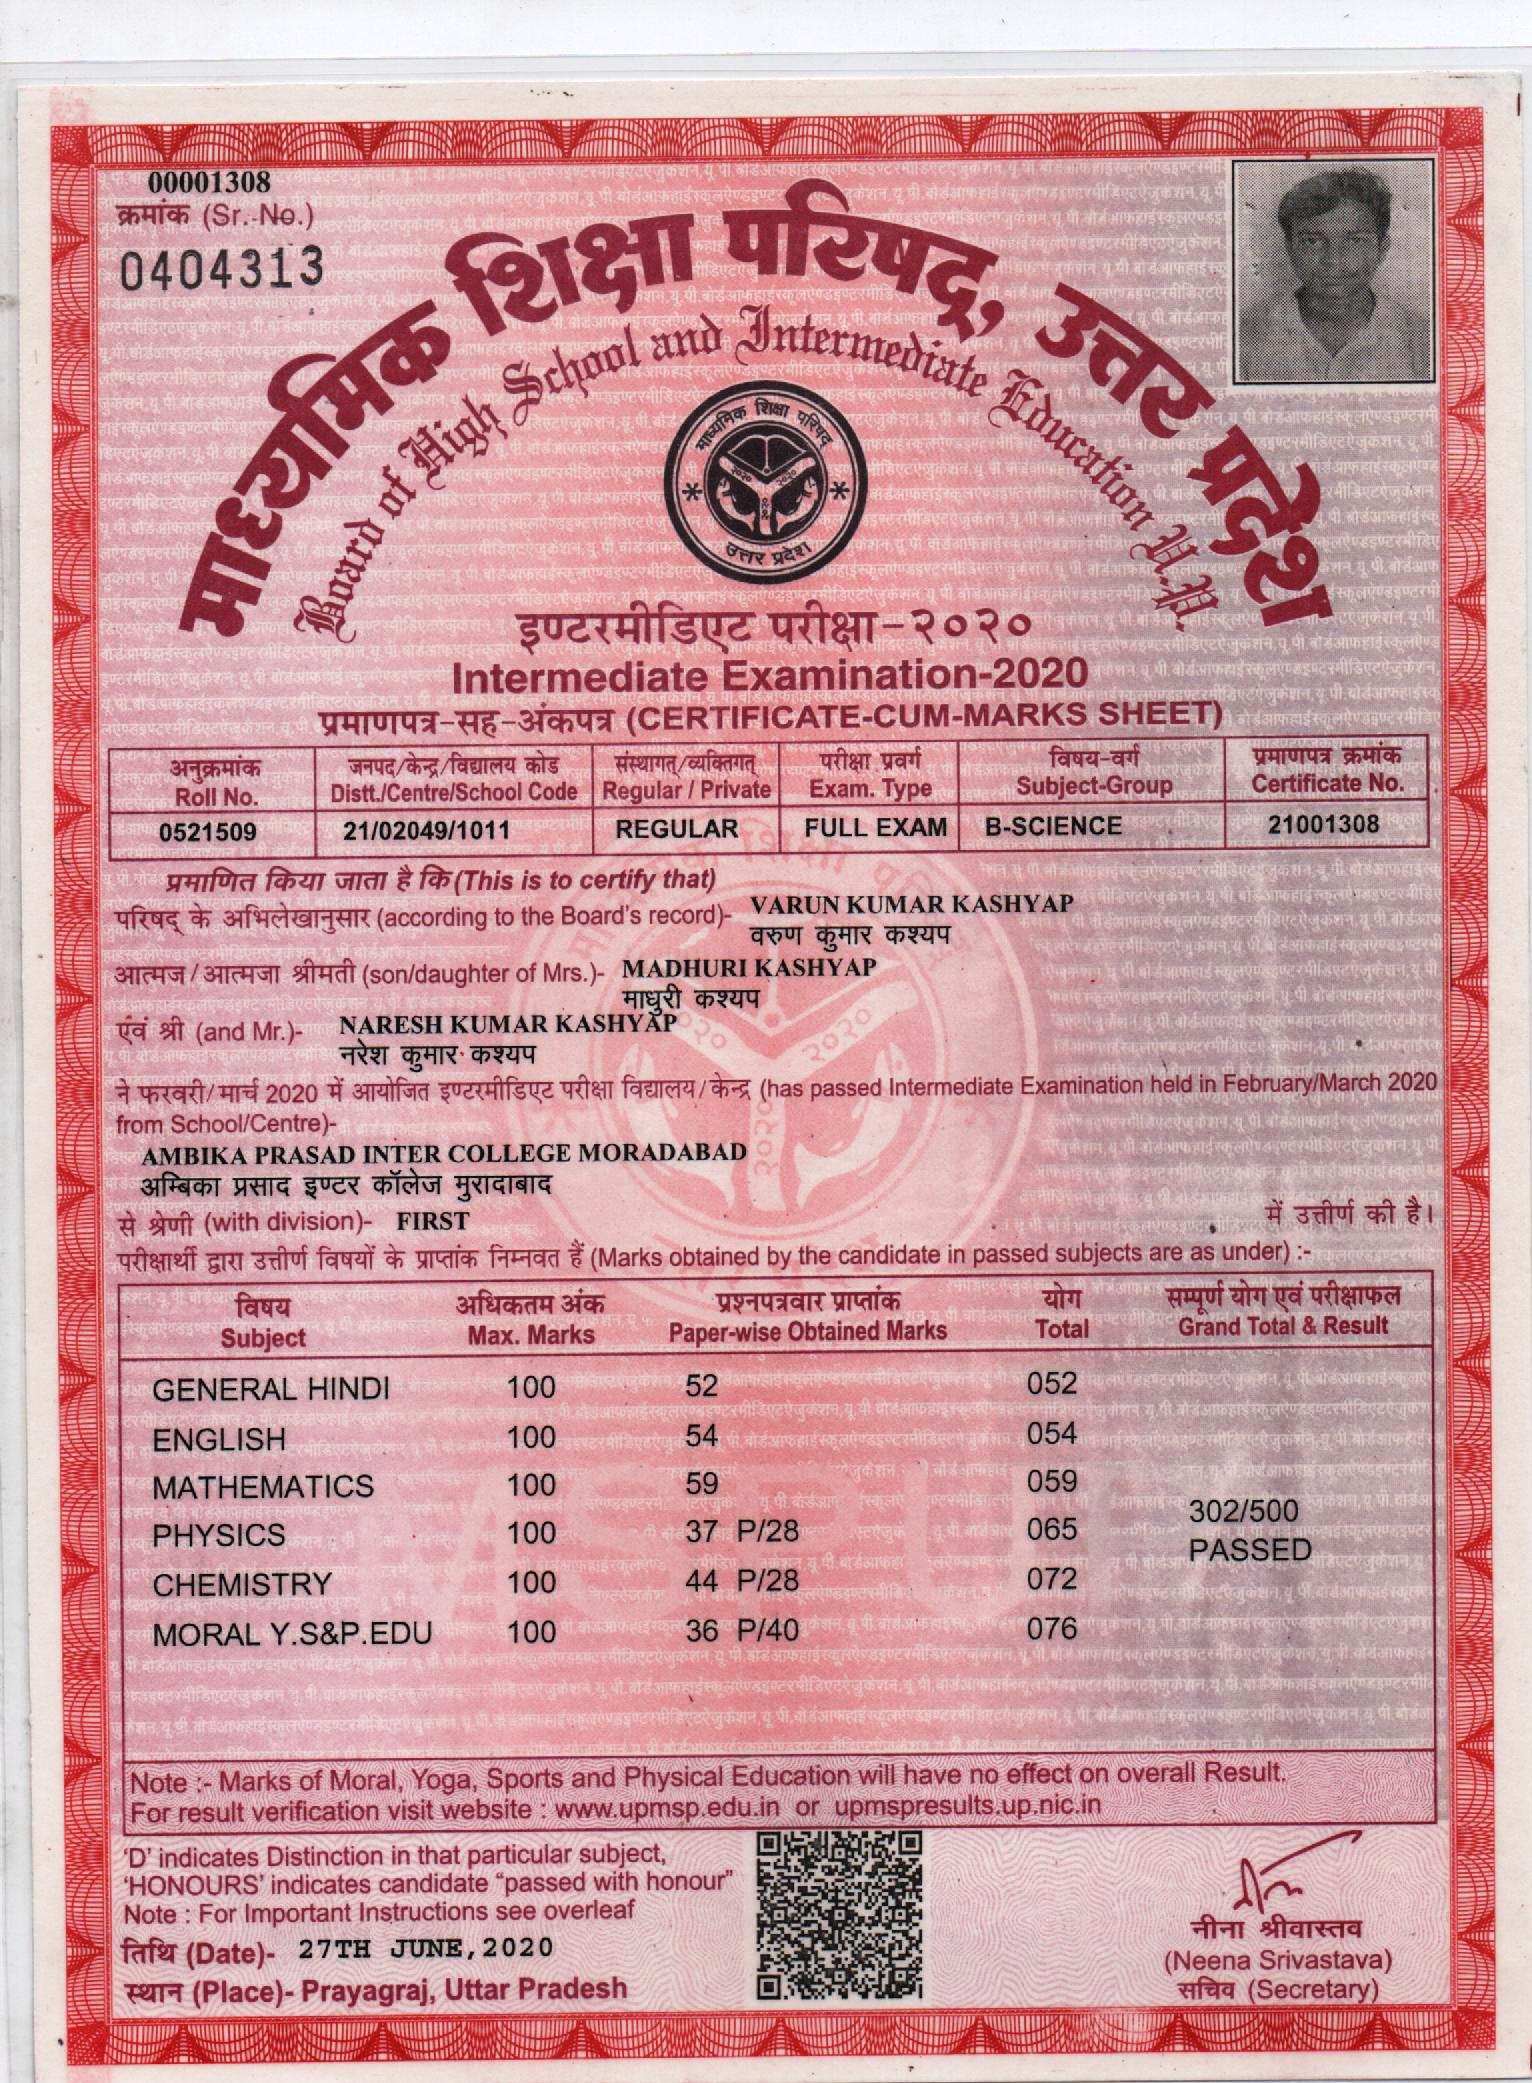 00001308
क्रमांक (Sr. No.)
0404313
माध्यमिक शिक्षा परिषद्, उत्तर प्रदेश
Board of High School and Intermediate Education U.P.
माध्यमिक शिक्षा परिषद्
२०२० २०२०
उत्तर प्रदेश
इण्टरमीडिएट परीक्षा-२०२०
Intermediate Examination-2020
प्रमाणपत्र-सह-अंकपत्र (CERTIFICATE-CUM-MARKS SHEET)
अनुक्रमांक जनपद/केन्द्र/विद्यालय कोड संस्थागत्/व्यक्तिगत् परीक्षा प्रवर्ग विषय-वर्ग प्रमाणपत्र क्रमांक
Roll No. Distt./Centre/School Code Regular / Private Exam. Type Subject-Group Certificate No.
0521509 21/02049/1011 REGULAR FULL EXAM B-SCIENCE 21001308
प्रमाणित किया जाता है कि (This is to certify that)
परिषद् के अभिलेखानुसार (according to the Board's record)- VARUN KUMAR KASHYAP
वरुण कुमार कश्यप
आत्मज/आत्मजा श्रीमती (son/daughter of Mrs.)- MADHURI KASHYAP
माधुरी कश्यप
एवं श्री (and Mr.)- NARESH KUMAR KASHYAP
नरेश कुमार कश्यप
ने फरवरी/मार्च 2020 में आयोजित इण्टरमीडिएट परीक्षा विद्यालय/केन्द्र (has passed Intermediate Examination held in February/March 2020
from School/Centre)-
AMBIKA PRASAD INTER COLLEGE MORADABAD
अम्बिका प्रसाद इण्टर कॉलेज मुरादाबाद
से श्रेणी (with division)- FIRST में उत्तीर्ण की है।
परीक्षार्थी द्वारा उत्तीर्ण विषयों के प्राप्तांक निम्नवत हैं (Marks obtained by the candidate in passed subjects are as under) :-
विषय अधिकतम अंक प्रश्नपत्रवार प्राप्तांक योग सम्पूर्ण योग एवं परीक्षाफल
Subject Max. Marks Paper-wise Obtained Marks Total Grand Total & Result
GENERAL HINDI 100 52 052
ENGLISH 100 54 054
MATHEMATICS 100 59 059
302/500
PHYSICS 100 37 P/28 065
PASSED
CHEMISTRY 100 44 P/28 072
MORAL Y.S&P.EDU 100 36 P/40 076
Note :- Marks of Moral, Yoga, Sports and Physical Education will have no effect on overall Result.
For result verification visit website : www.upmsp.edu.in or upmspresults.up.nic.in
'D' indicates Distinction in that particular subject,
'HONOURS' indicates candidate "passed with honour"
Note : For Important Instructions see overleaf
तिथि (Date)- 27TH JUNE,2020
स्थान (Place)- Prayagraj, Uttar Pradesh
नीना श्रीवास्तव
(Neena Srivastava)
सचिव (Secretary)